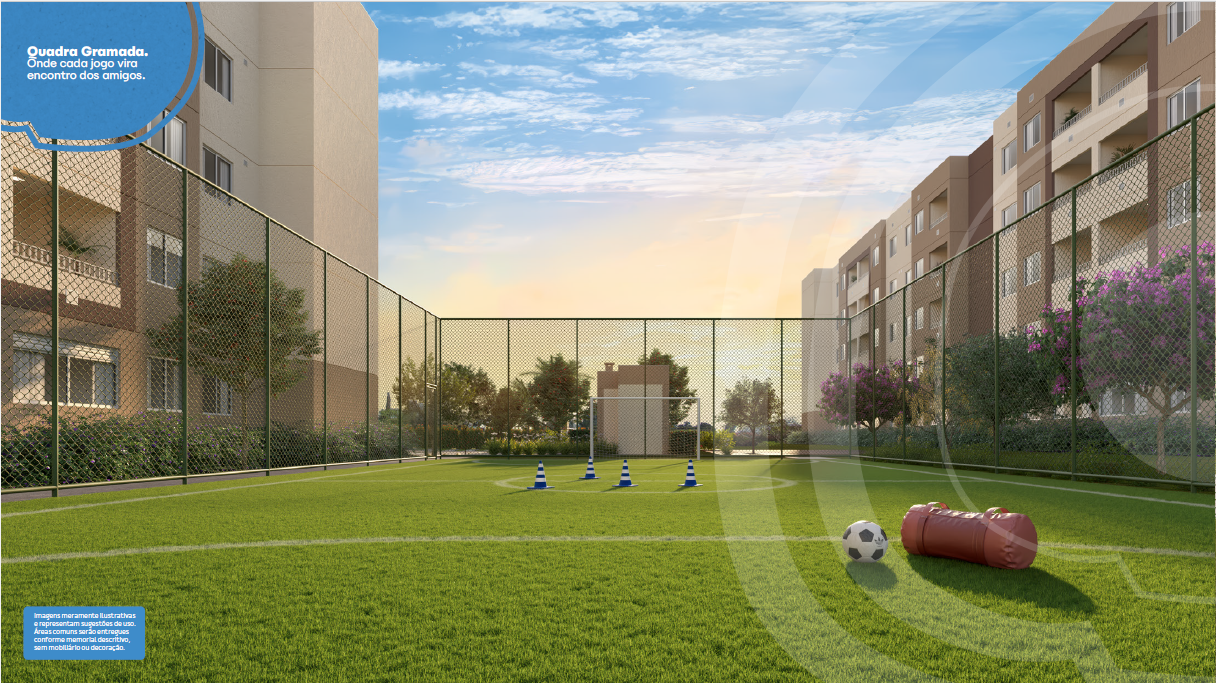 Quadra Gramada.
Onde cada jogo vira
encontro dos amigos.
Imagens meramente ilustrativas
e representam sugestões de uso.
Áreas comuns serão entregues
conforme memorial descritivo,
sem mobiliário ou decoração.